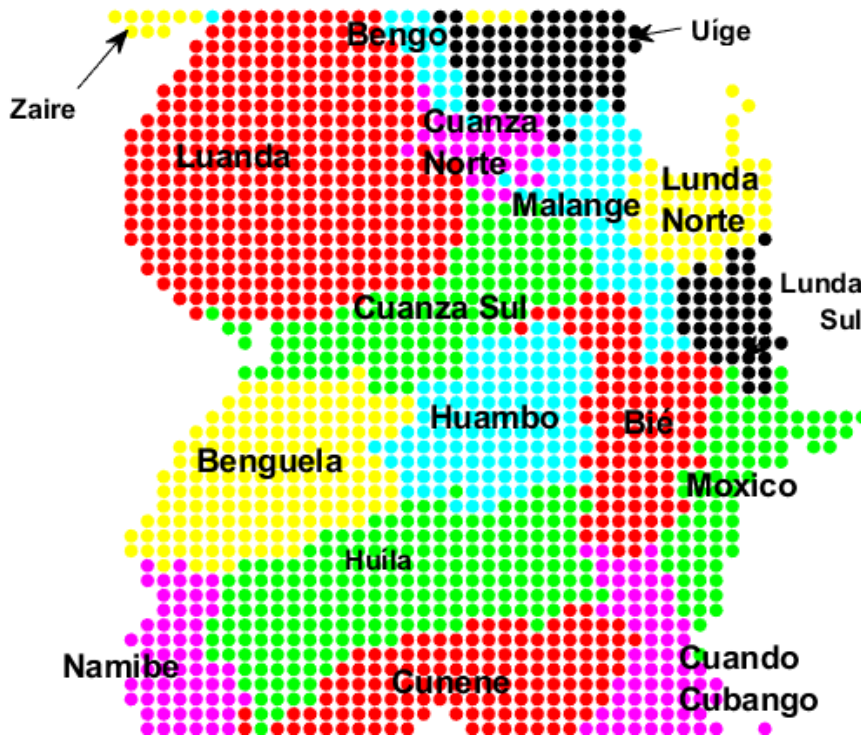 Bengo
Uíge
Zaire
Cuanza
Norte
Luanda
Lunda
Norte
Malange
Lunda
Sul
Cuanza Sul
Huambo
Bié
Benguela
Moxico
Huíla
Namibe
Cunene
Cuando
Cubango